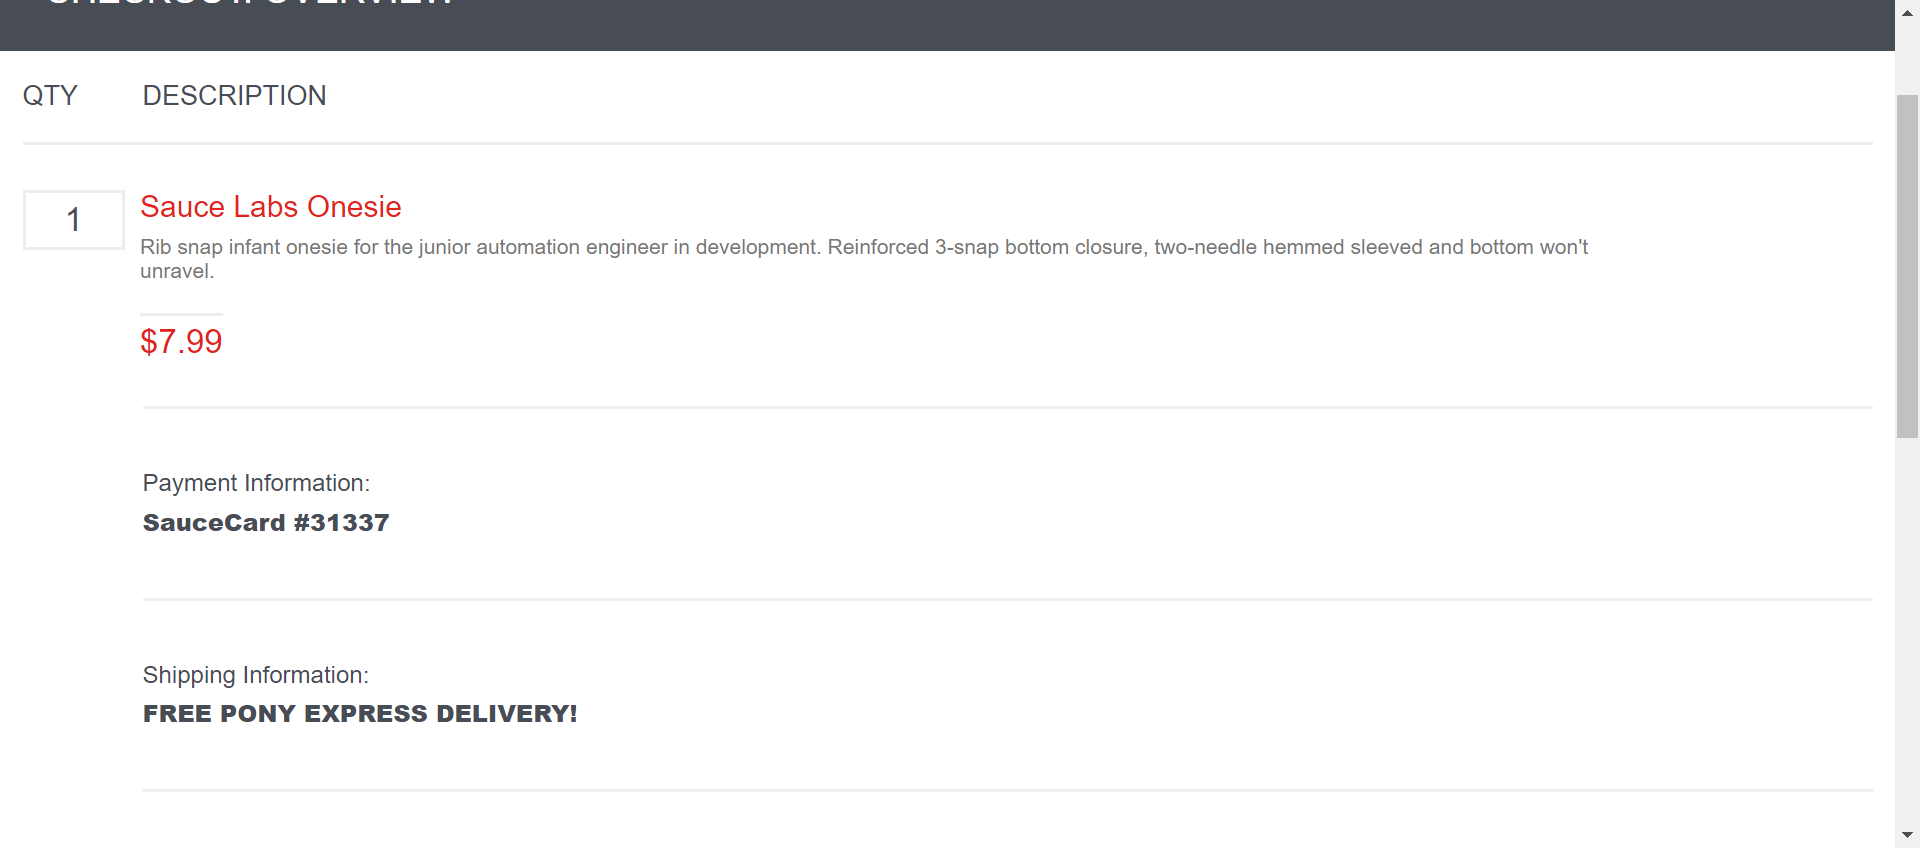 CHECKOUT: OVERVIEW
QTY DESCRIPTION
1 Sauce Labs Onesie
Rib snap infant onesie for the junior automation engineer in development. Reinforced 3-snap bottom closure, two-needle hemmed sleeved and bottom won't
unravel.
$7.99
Payment Information:
SauceCard #31337
Shipping Information:
FREE PONY EXPRESS DELIVERY!